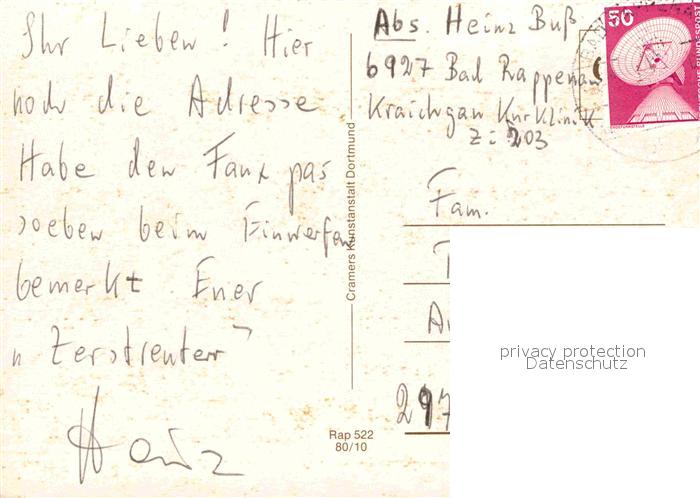 Ihr Lieben! Hier
noch die Adresse
Habe den Faux pas
soeben beim Einwerfen
bemerkt Euer
"Zerstreuter"
Heinz
Cramers Kunstanstalt Dortmund
Rap 522
80/10
Abs Heinz Buß
6927 Bad Rappenau
Kraichgau Kurklinik
Z: 203
50
BUNDESPOST
Fam.
297
privacy protection
Datenschutz